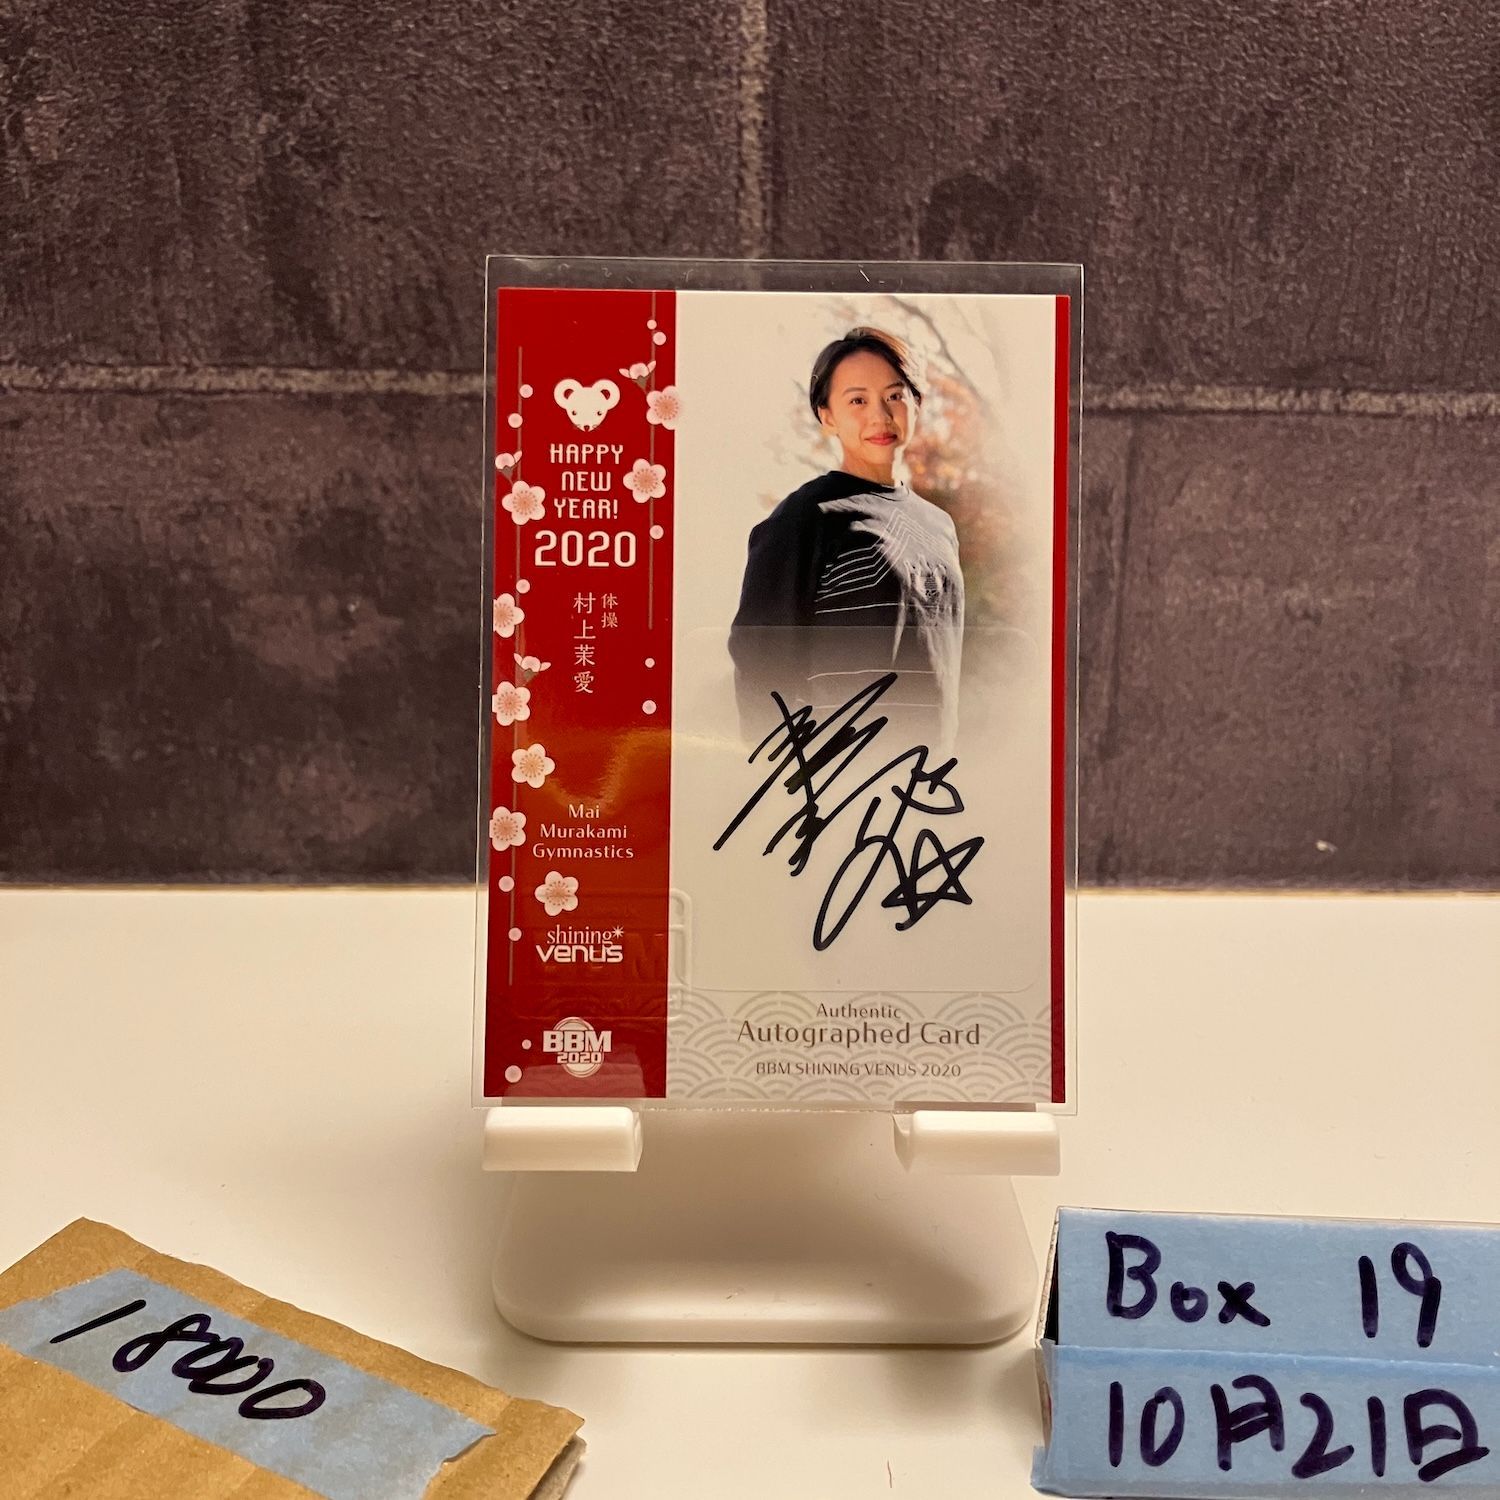 HAPPY
NEW
YEAR!
2020
体操
村上茉愛
Mai
Murakami
Gymnastics
shining
venus
BBM
2020
Authentic
Autographed Card
BBM SHINING VENUS 2020
18000
Box 19
10月21日